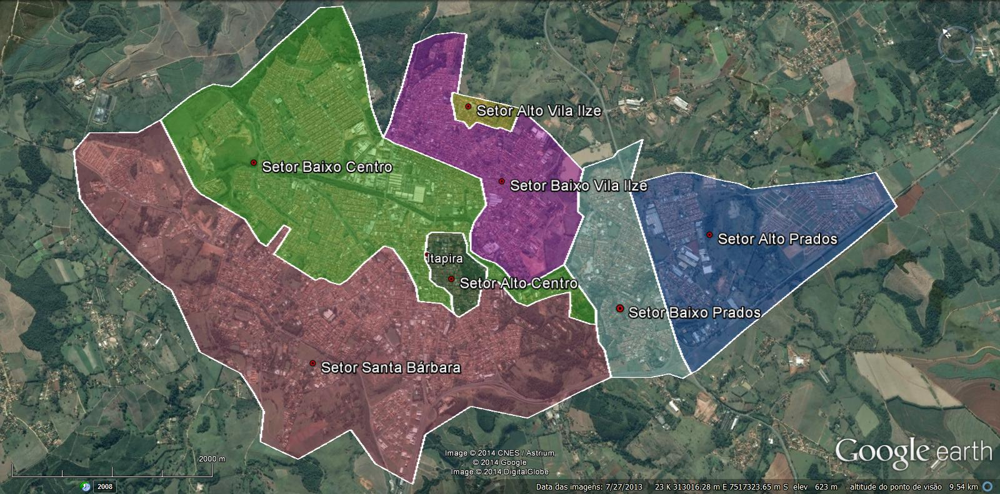 N
Setor Alto Vila Ilze
Setor Baixo Centro
Setor Baixo Vila Ilze
Setor Alto Prados
Itapira
Setor Alto Centro
Setor Baixo Prados
Setor Santa Bárbara
2000 m
Image © 2014 CNES / Astrium
© 2014 Google
Image © 2014 DigitalGlobe
Google earth
2008
Data das imagens: 7/27/2013 23 K 313016.28 m E 7517323.65 m S elev 623 m altitude do ponto de visão 9.54 km